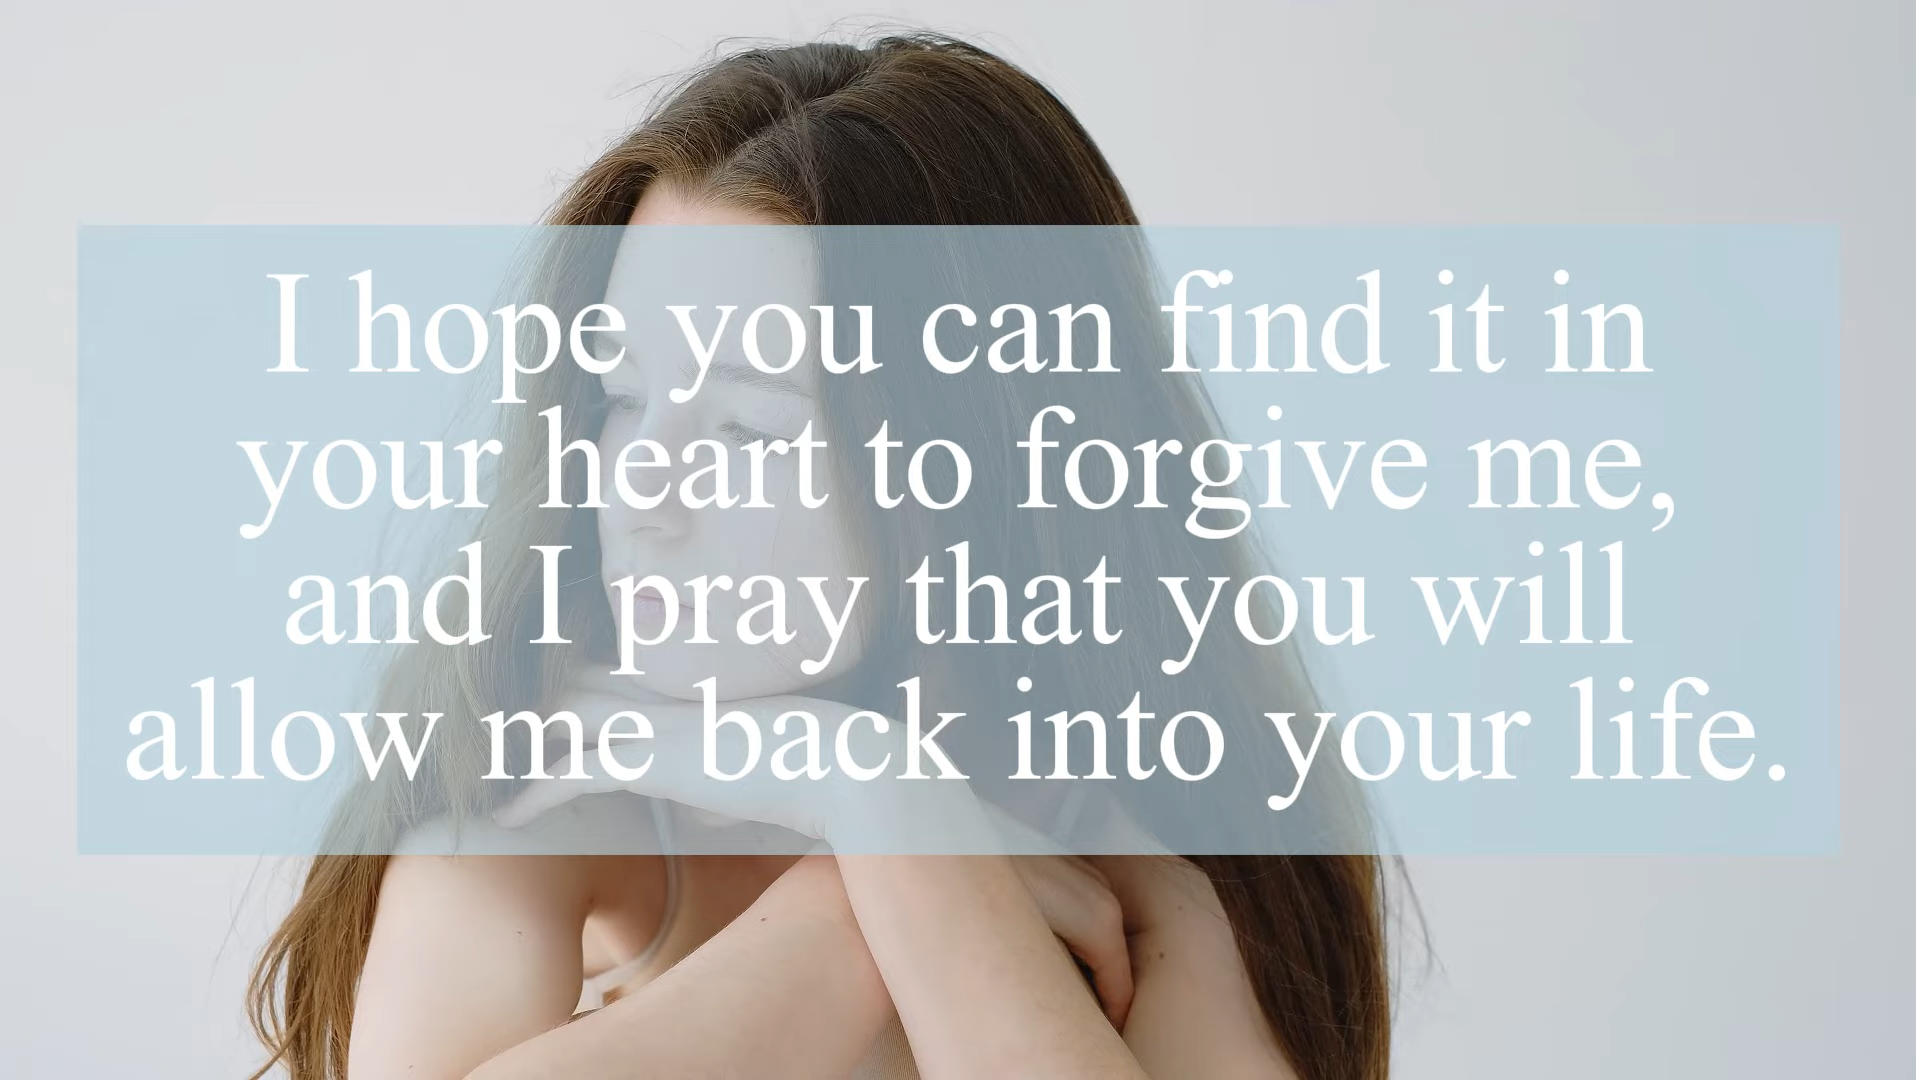 I hope you can find it in
your heart to forgive me,
and I pray that you will
allow me back into your life.